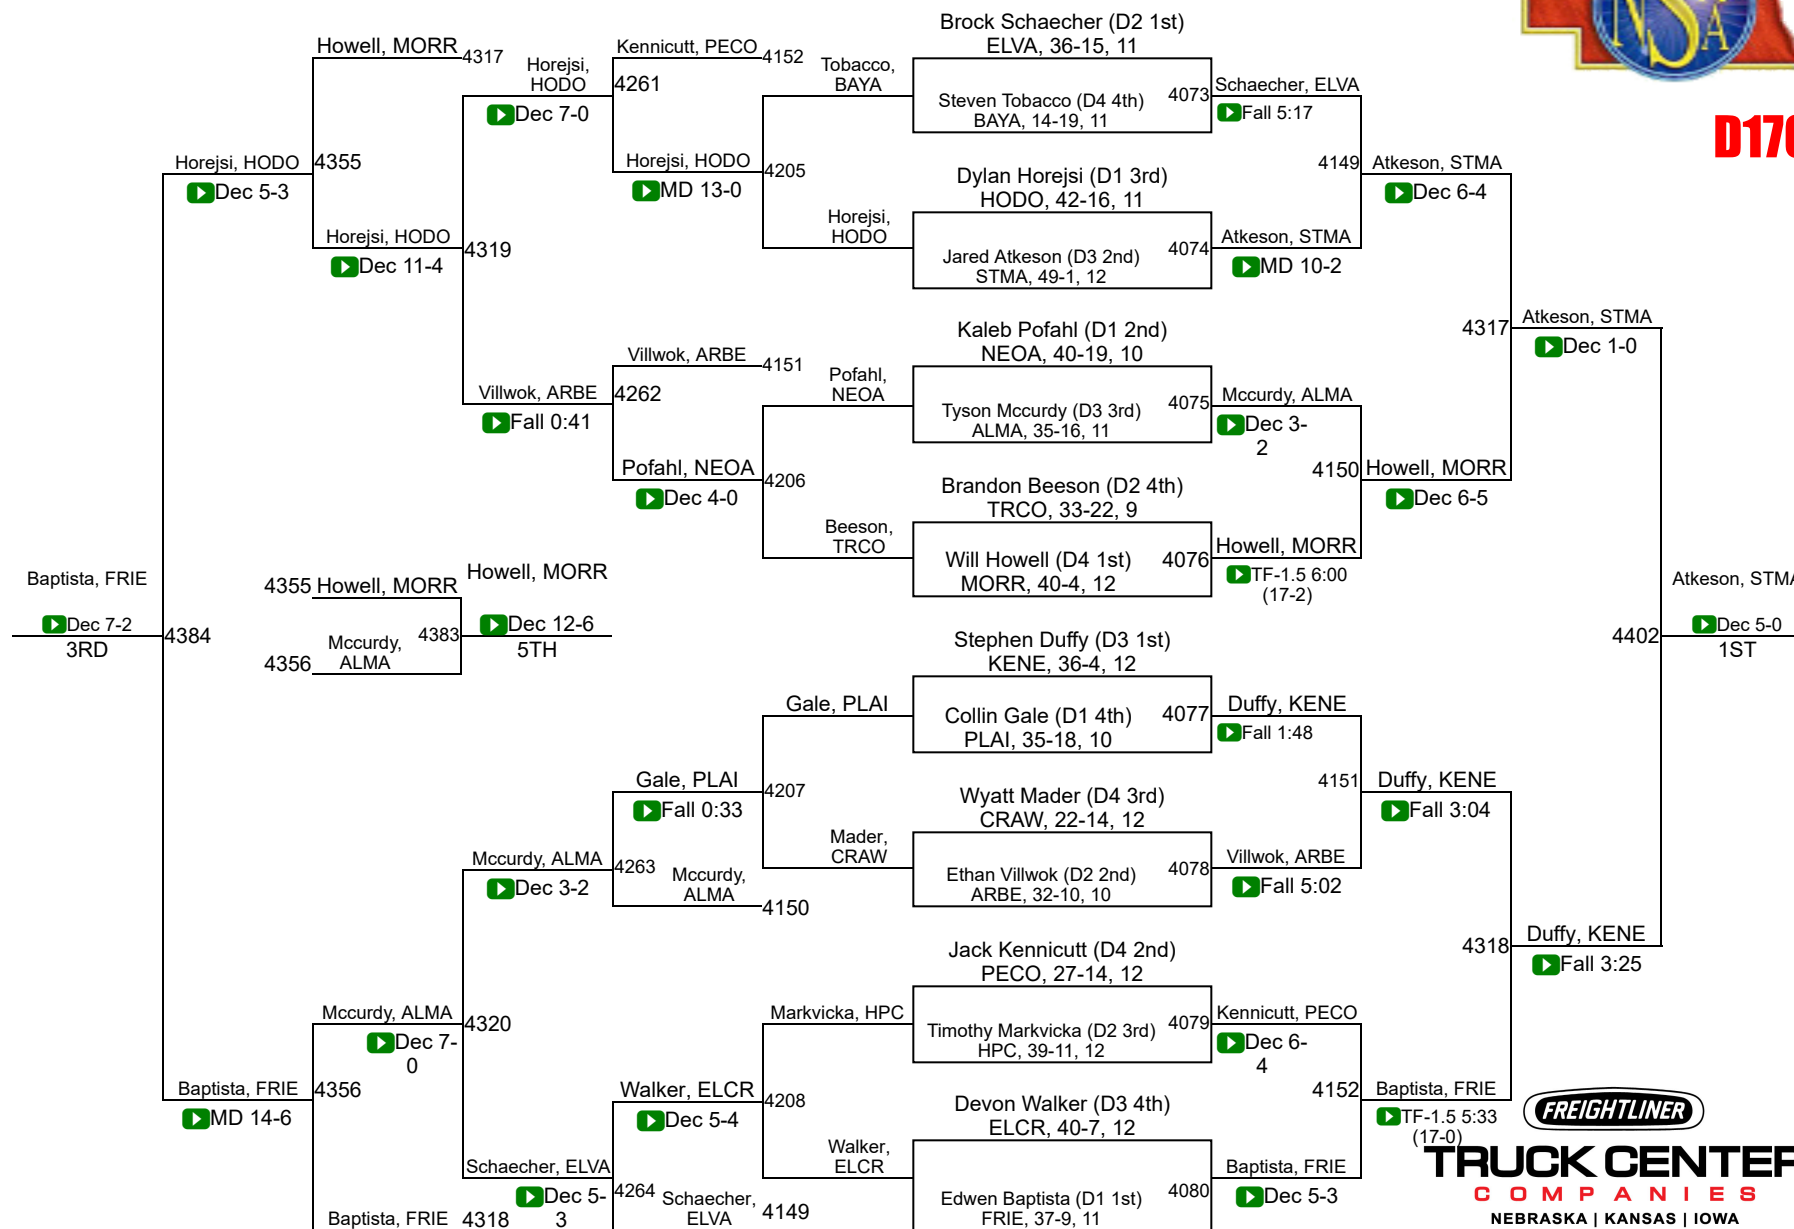 Brock Schaecher (D2 1st)
ELVA, 36-15, 11
Howell, MORR
4317
Horejsi,
HODO
Kennicutt, PECO
4152
4261
Tobacco,
BAYA
Steven Tobacco (D4 4th)
BAYA, 14-19, 11
4073
Schaecher, ELVA
Fall 5:17
NSA
Dec 7-0
D170
Horejsi, HODO
4355
Dec 5-3
Horejsi, HODO
4205
MD 13-0
Dylan Horejsi (D1 3rd)
HODO, 42-16, 11
4149
Atkeson, STMA
Dec 6-4
Horejsi,
HODO
Horejsi, HODO
4319
Dec 11-4
Jared Atkeson (D3 2nd)
STMA, 49-1, 12
4074
Atkeson, STMA
MD 10-2
Kaleb Pofahl (D1 2nd)
NEOA, 40-19, 10
4317
Atkeson, STMA
Dec 1-0
Villwok, ARBE
4151
Pofahl,
NEOA
Villwok, ARBE
4262
Fall 0:41
Tyson Mccurdy (D3 3rd)
ALMA, 35-16, 11
4075
Mccurdy, ALMA
Dec 3-
2
Pofahl, NEOA
4206
Dec 4-0
Brandon Beeson (D2 4th)
TRCO, 33-22, 9
4150
Howell, MORR
Dec 6-5
Beeson,
TRCO
Will Howell (D4 1st)
MORR, 40-4, 12
4076
Howell, MORR
TF-1.5 6:00
(17-2)
Baptista, FRIE
Dec 7-2
3RD
4384
4355
Howell, MORR
Mccurdy,
ALMA
4356
4383
Howell, MORR
Dec 12-6
5TH
Stephen Duffy (D3 1st)
KENE, 36-4, 12
4402
Atkeson, STMA
Dec 5-0
1ST
Gale, PLAI
Collin Gale (D1 4th)
PLAI, 35-18, 10
4077
Duffy, KENE
Fall 1:48
Gale, PLAI
4207
Fall 0:33
Wyatt Mader (D4 3rd)
CRAW, 22-14, 12
4151
Duffy, KENE
Fall 3:04
Mader,
CRAW
Mccurdy, ALMA
4263
Dec 3-2
Mccurdy,
ALMA
4150
Ethan Villwok (D2 2nd)
ARBE, 32-10, 10
4078
Villwok, ARBE
Fall 5:02
Jack Kennicutt (D4 2nd)
PECO, 27-14, 12
4318
Duffy, KENE
Fall 3:25
Mccurdy, ALMA
4320
Dec 7-
0
Markvicka, HPC
Timothy Markvicka (D2 3rd)
HPC, 39-11, 12
4079
Kennicutt, PECO
Dec 6-
4
Baptista, FRIE
4356
MD 14-6
Walker, ELCR
4208
Dec 5-4
Devon Walker (D3 4th)
ELCR, 40-7, 12
4152
Baptista, FRIE
TF-1.5 5:33
(17-0)
Walker,
ELCR
Schaecher, ELVA
4264
Dec 5-
3
Schaecher,
ELVA
4149
Edwen Baptista (D1 1st)
FRIE, 37-9, 11
4080
Baptista, FRIE
Dec 5-3
Baptista, FRIE
4318
FREIGHTLINER
TRUCK CENTER
COMPANIES
NEBRASKA | KANSAS | IOWA